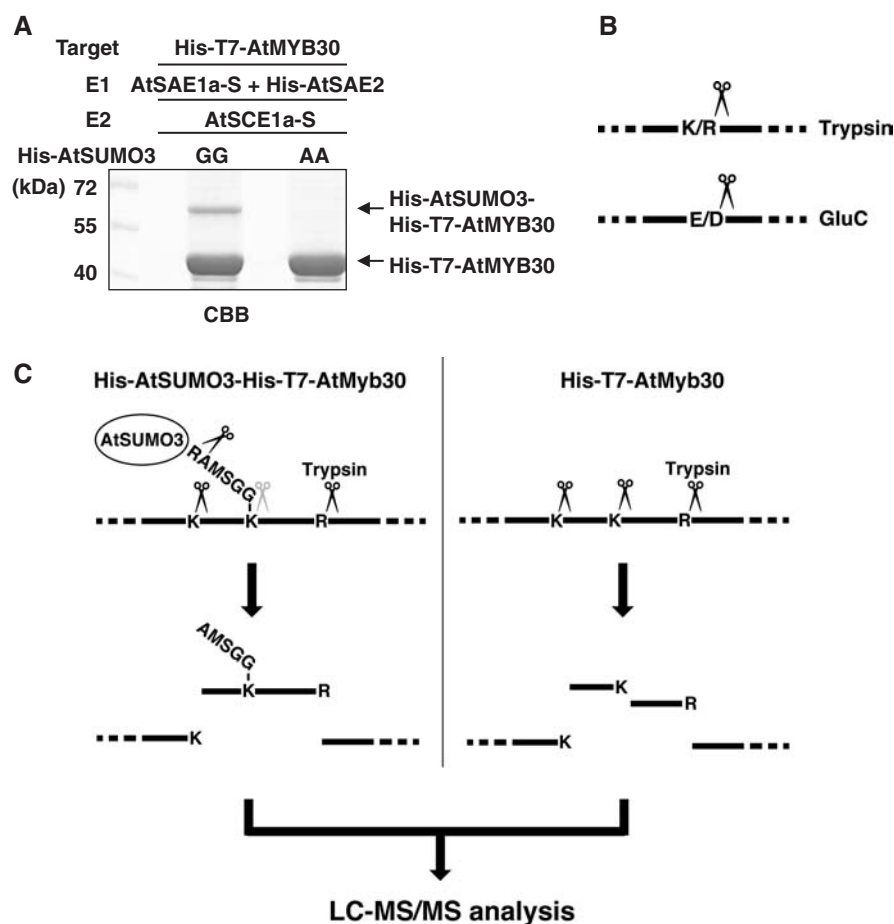 A
Target His-T7-AtMYB30
E1 AtSAE1a-S + His-AtSAE2
E2 AtSCE1a-S
His-AtSUMO3 GG AA
(kDa) 72
55
40
His-AtSUMO3-
His-T7-AtMYB30
His-T7-AtMYB30
CBB
B
K/R Trypsin
E/D GluC
C
His-AtSUMO3-His-T7-AtMyb30
AtSUMO3
RAMSGG
Trypsin
K K R
AMSGG
K R
K
His-T7-AtMyb30
Trypsin
K K R
K
R
K
LC-MS/MS analysis